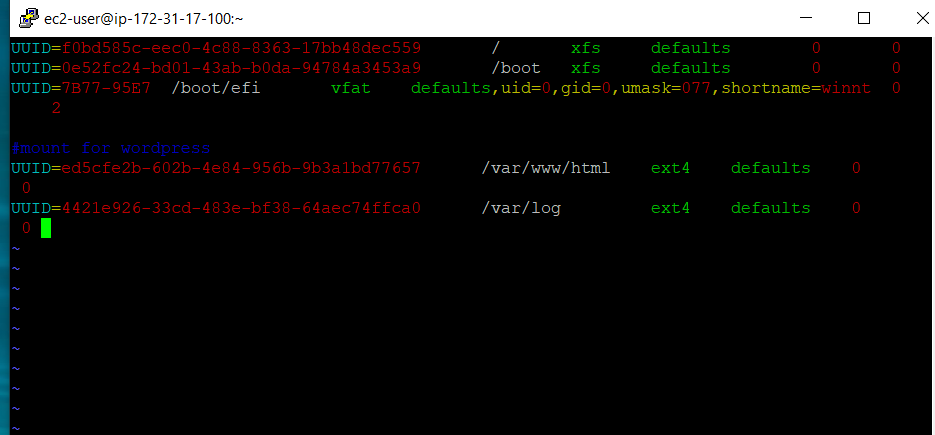 ec2-user@ip-172-31-17-100:~
UUID=f0bd585c-eec0-4c88-8363-17bb48dec559 / xfs defaults 0 0
UUID=0e52fc24-bd01-43ab-b0da-94784a3453a9 /boot xfs defaults 0 0
UUID=7B77-95E7 /boot/efi vfat defaults,uid=0,gid=0,umask=077,shortname=winnt 0
2
#mount for wordpress
UUID=ed5cfe2b-602b-4e84-956b-9b3a1bd77657 /var/www/html ext4 defaults 0
0
UUID=4421e926-33cd-483e-bf38-64aec74ffca0 /var/log ext4 defaults 0
0
~
~
~
~
~
~
~
~
~
~